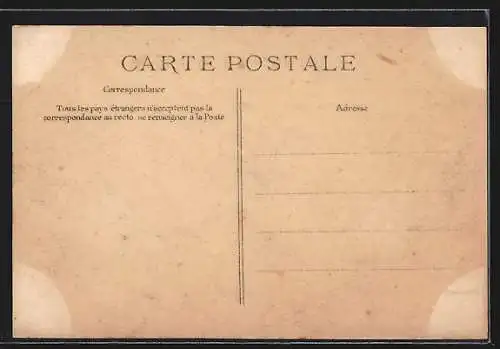 CARTE POSTALE
Correspondance
Tous les pays étrangers n'acceptent pas la
correspondance au recto se renseigner à la Poste
Adresse